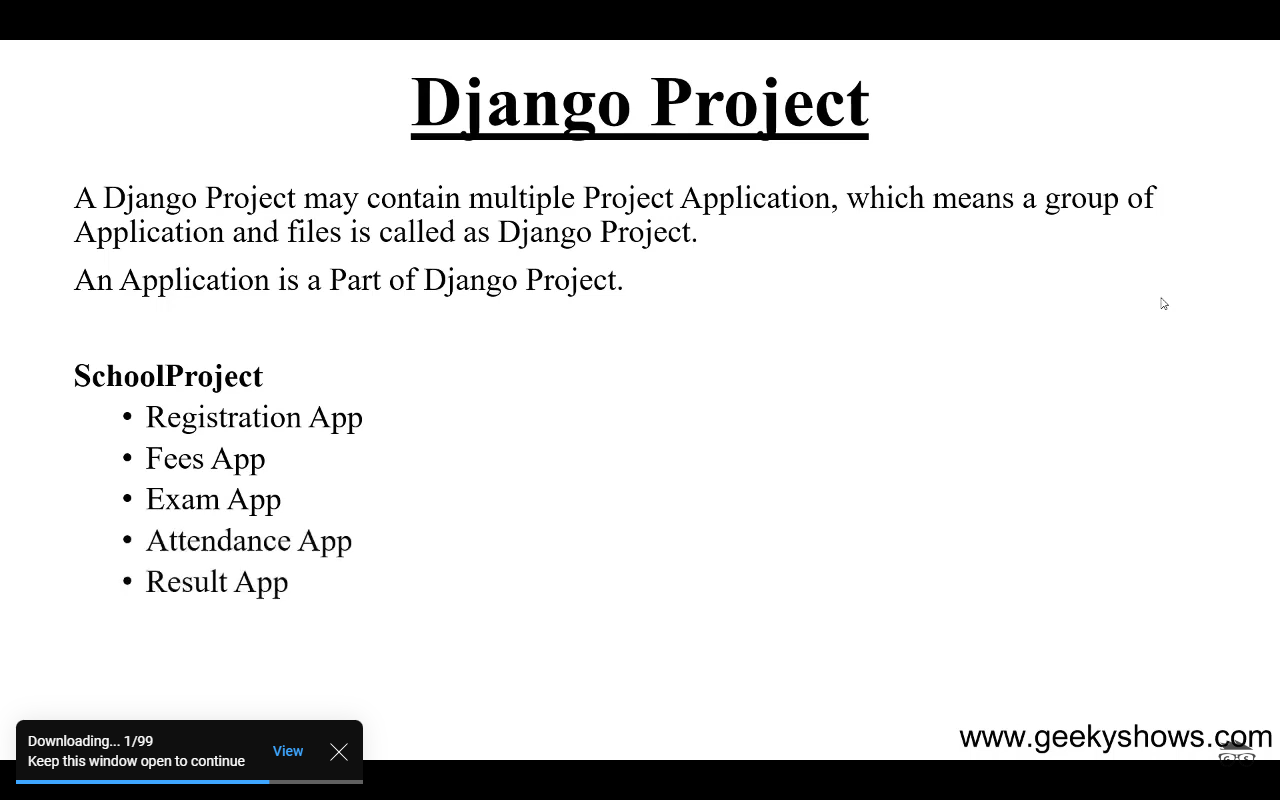 Django Project
A Django Project may contain multiple Project Application, which means a group of
Application and files is called as Django Project.
An Application is a Part of Django Project.
SchoolProject
• Registration App
• Fees App
• Exam App
• Attendance App
• Result App
Downloading... 1/99
Keep this window open to continue
View
www.geekyshows.com
G S